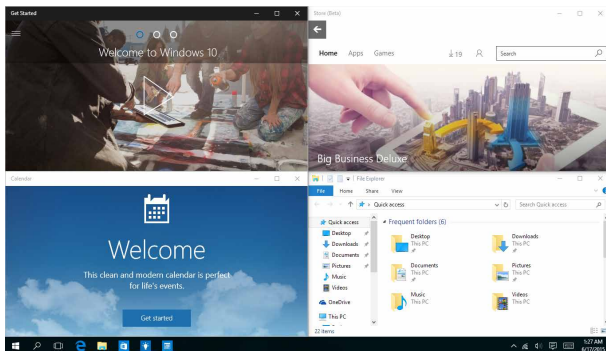 Get Started
Welcome to Windows 10
Store (Beta)
Home Apps Games 19 Search
Big Business Deluxe
Calendar
Welcome
This clean and modern calendar is perfect
for life's events.
Get started
File Explorer
File Home Share View
Quick access Search Quick access
Quick access
Desktop
Downloads
Documents
Pictures
Music
Videos
OneDrive
This PC
22 items
Frequent folders (6)
Desktop
This PC
Downloads
This PC
Documents
This PC
Pictures
This PC
Music
This PC
Videos
This PC
1:27 AM
6/17/2015